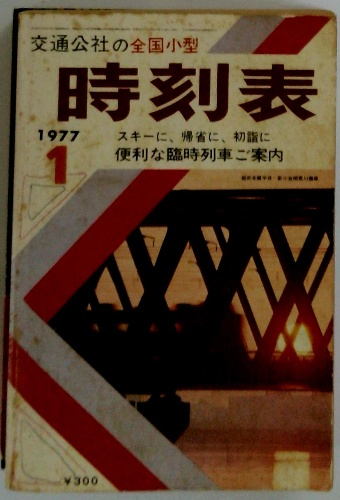 交通公社の全国小型
時刻表
1977
1
スキーに、帰省に、初詣に
便利な臨時列車ご案内
¥300